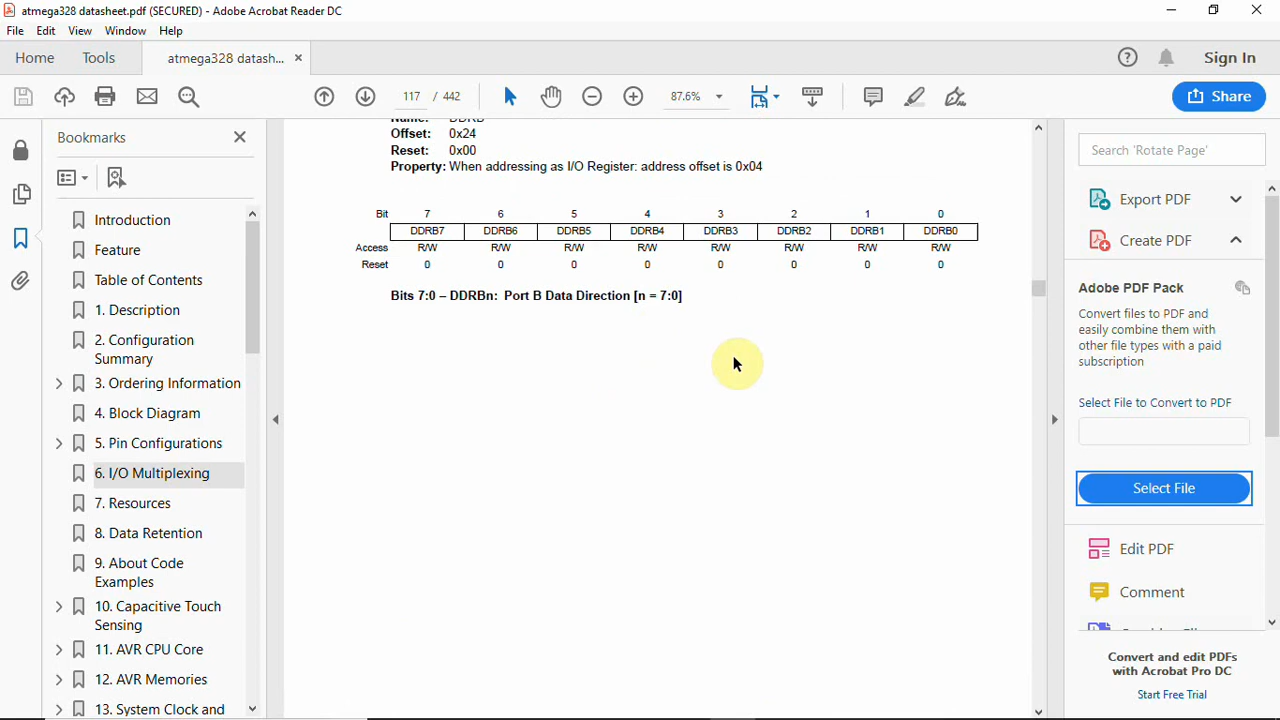 atmega328 datasheet.pdf (SECURED) - Adobe Acrobat Reader DC
File Edit View Window Help
Home Tools atmega328 datash... × Sign In
117 / 442 87.6% Share
Bookmarks
Introduction
Feature
Table of Contents
1. Description
2. Configuration
Summary
3. Ordering Information
4. Block Diagram
5. Pin Configurations
6. I/O Multiplexing
7. Resources
8. Data Retention
9. About Code
Examples
10. Capacitive Touch
Sensing
11. AVR CPU Core
12. AVR Memories
13. System Clock and
Name: DDRB
Offset: 0x24
Reset: 0x00
Property: When addressing as I/O Register: address offset is 0x04
Bit 7 6 5 4 3 2 1 0
DDRB7 DDRB6 DDRB5 DDRB4 DDRB3 DDRB2 DDRB1 DDRB0
Access R/W R/W R/W R/W R/W R/W R/W R/W
Reset 0 0 0 0 0 0 0 0
Bits 7:0 – DDRBn: Port B Data Direction [n = 7:0]
Search 'Rotate Page'
Export PDF
Create PDF
Adobe PDF Pack
Convert files to PDF and
easily combine them with
other file types with a paid
subscription
Select File to Convert to PDF
Select File
Edit PDF
Comment
Convert and edit PDFs
with Acrobat Pro DC
Start Free Trial